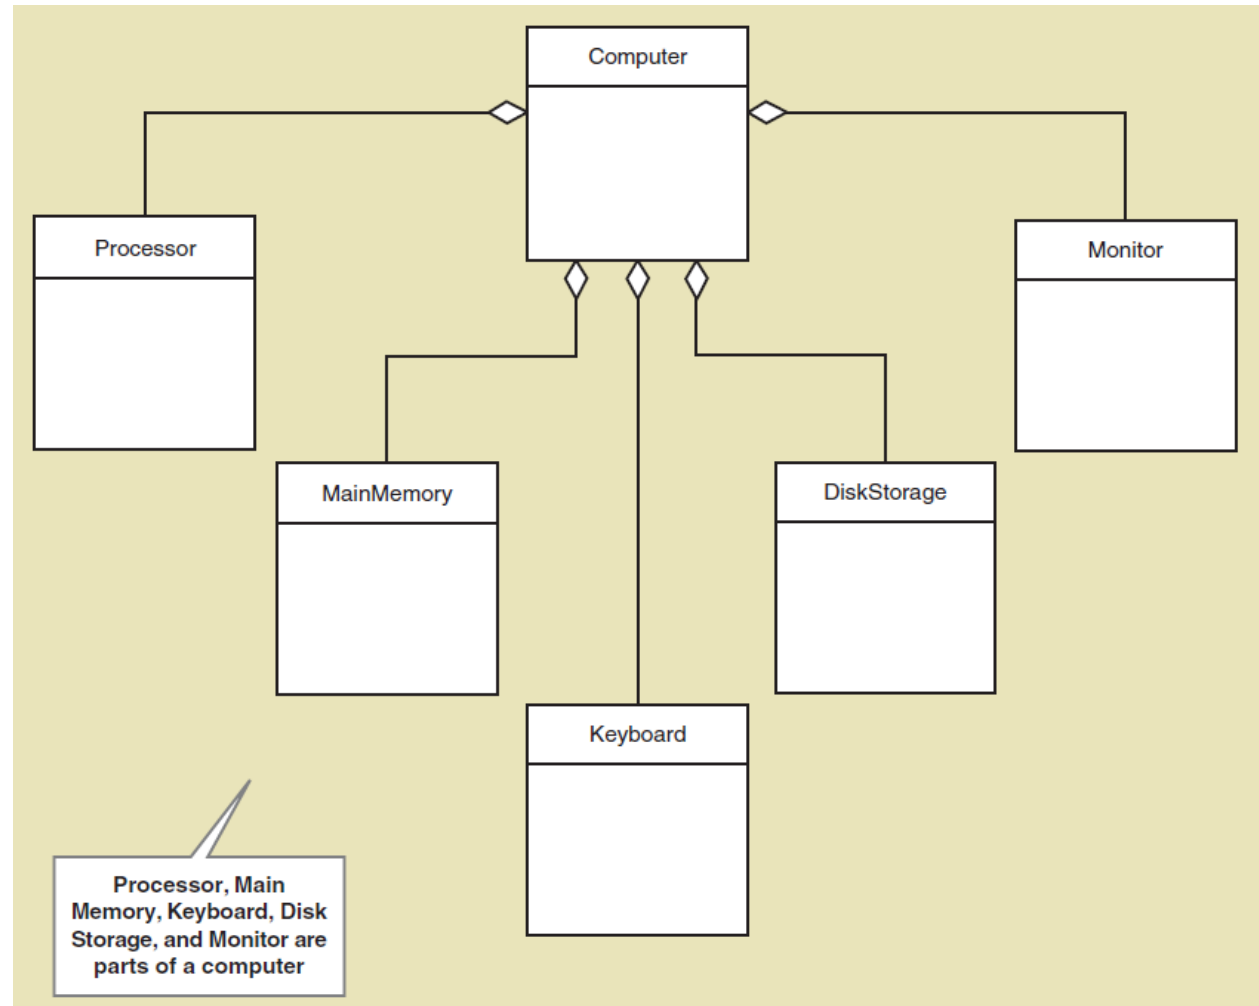 Computer
Processor
Monitor
MainMemory
DiskStorage
Keyboard
Processor, Main
Memory, Keyboard, Disk
Storage, and Monitor are
parts of a computer